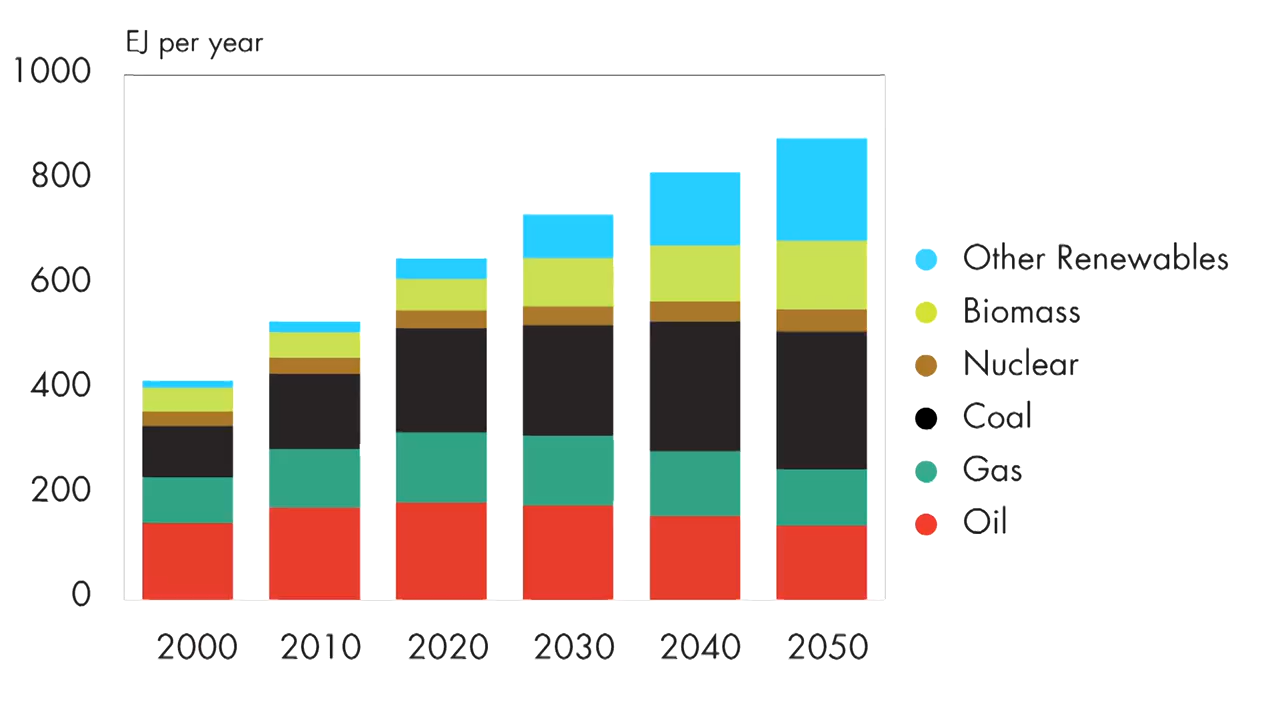 EJ per year
1000
800
600
400
200
0
2000 2010 2020 2030 2040 2050
Other Renewables
Biomass
Nuclear
Coal
Gas
Oil